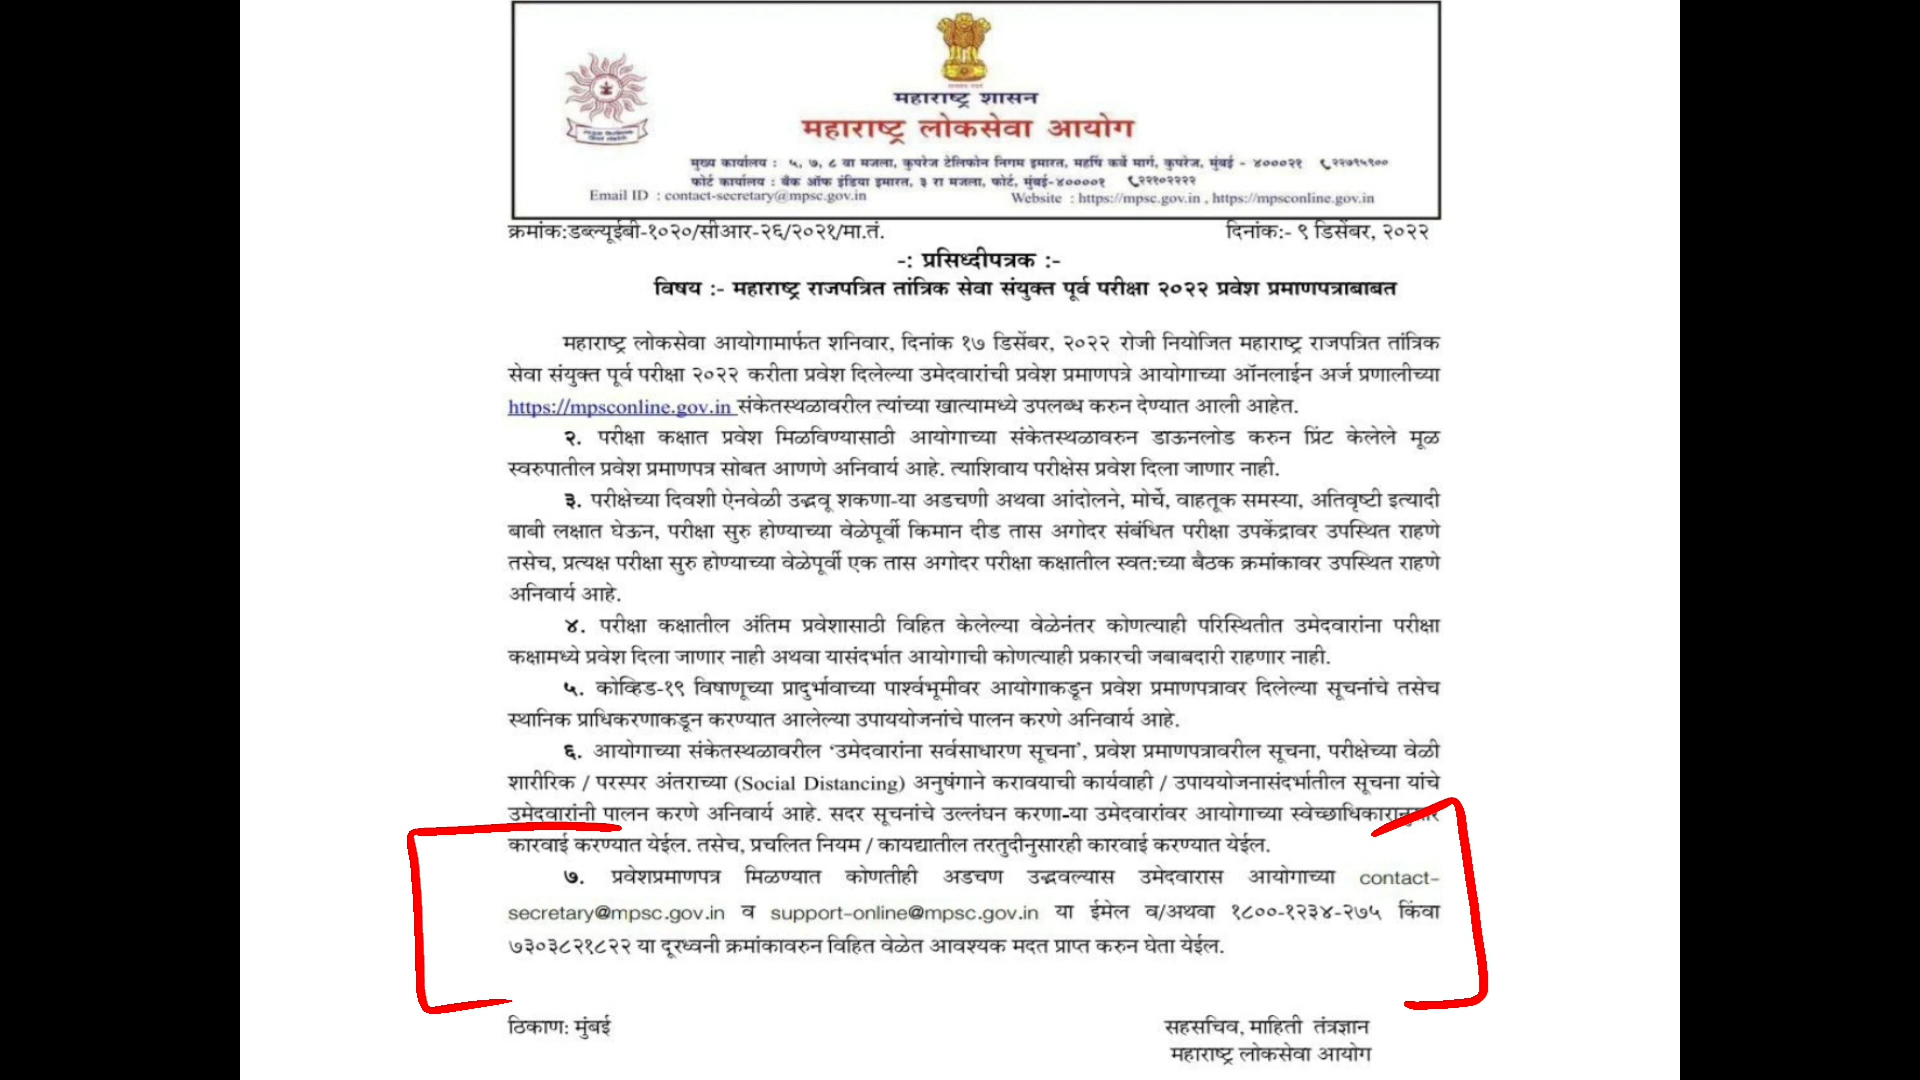 महाराष्ट्र शासन
महाराष्ट्र लोकसेवा आयोग
मुख्य कार्यालय : ५, ७, ८ वा मजला, कुपरेज टेलिफोन निगम इमारत, महर्षि कर्वे मार्ग, कुपरेज, मुंबई - ४०००२१ २२७९५९००
फोर्ट कार्यालय : बँक ऑफ इंडिया इमारत, ३ रा मजला, फोर्ट, मुंबई-४००००१ २२१०२२२२
Email ID : contact-secretary@mpsc.gov.in Website : https://mpsc.gov.in , https://mpsconline.gov.in
क्रमांक:डब्ल्यूईबी-१०२०/सीआर-२६/२०२१/मा.तं. दिनांक:- ९ डिसेंबर, २०२२
-: प्रसिध्दीपत्रक :-
विषय :- महाराष्ट्र राजपत्रित तांत्रिक सेवा संयुक्त पूर्व परीक्षा २०२२ प्रवेश प्रमाणपत्राबाबत
महाराष्ट्र लोकसेवा आयोगामार्फत शनिवार, दिनांक १७ डिसेंबर, २०२२ रोजी नियोजित महाराष्ट्र राजपत्रित तांत्रिक
सेवा संयुक्त पूर्व परीक्षा २०२२ करीता प्रवेश दिलेल्या उमेदवारांची प्रवेश प्रमाणपत्रे आयोगाच्या ऑनलाईन अर्ज प्रणालीच्या
https://mpsconline.gov.in संकेतस्थळावरील त्यांच्या खात्यामध्ये उपलब्ध करुन देण्यात आली आहेत.
२. परीक्षा कक्षात प्रवेश मिळविण्यासाठी आयोगाच्या संकेतस्थळावरुन डाऊनलोड करुन प्रिंट केलेले मूळ
स्वरुपातील प्रवेश प्रमाणपत्र सोबत आणणे अनिवार्य आहे. त्याशिवाय परीक्षेस प्रवेश दिला जाणार नाही.
३. परीक्षेच्या दिवशी ऐनवेळी उद्भवू शकणा-या अडचणी अथवा आंदोलने, मोर्चे, वाहतूक समस्या, अतिवृष्टी इत्यादी
बाबी लक्षात घेऊन, परीक्षा सुरु होण्याच्या वेळेपूर्वी किमान दीड तास अगोदर संबंधित परीक्षा उपकेंद्रावर उपस्थित राहणे
तसेच, प्रत्यक्ष परीक्षा सुरु होण्याच्या वेळेपूर्वी एक तास अगोदर परीक्षा कक्षातील स्वत:च्या बैठक क्रमांकावर उपस्थित राहणे
अनिवार्य आहे.
४. परीक्षा कक्षातील अंतिम प्रवेशासाठी विहित केलेल्या वेळेनंतर कोणत्याही परिस्थितीत उमेदवारांना परीक्षा
कक्षामध्ये प्रवेश दिला जाणार नाही अथवा यासंदर्भात आयोगाची कोणत्याही प्रकारची जबाबदारी राहणार नाही.
५. कोव्हिड-१९ विषाणूच्या प्रादुर्भावाच्या पार्श्वभूमीवर आयोगाकडून प्रवेश प्रमाणपत्रावर दिलेल्या सूचनांचे तसेच
स्थानिक प्राधिकरणाकडून करण्यात आलेल्या उपाययोजनांचे पालन करणे अनिवार्य आहे.
६. आयोगाच्या संकेतस्थळावरील ‘उमेदवारांना सर्वसाधारण सूचना’, प्रवेश प्रमाणपत्रावरील सूचना, परीक्षेच्या वेळी
शारीरिक / परस्पर अंतराच्या (Social Distancing) अनुषंगाने करावयाची कार्यवाही / उपाययोजनासंदर्भातील सूचना यांचे
उमेदवारांनी पालन करणे अनिवार्य आहे. सदर सूचनांचे उल्लंघन करणा-या उमेदवारांवर आयोगाच्या स्वेच्छाधिकारानुसार
कारवाई करण्यात येईल. तसेच, प्रचलित नियम / कायद्यातील तरतुदीनुसारही कारवाई करण्यात येईल.
७. प्रवेशप्रमाणपत्र मिळण्यात कोणतीही अडचण उद्भवल्यास उमेदवारास आयोगाच्या contact-
secretary@mpsc.gov.in व support-online@mpsc.gov.in या ईमेल व/अथवा १८००-१२३४-२७५ किंवा
७३०३८२१८२२ या दूरध्वनी क्रमांकावरुन विहित वेळेत आवश्यक मदत प्राप्त करुन घेता येईल.
ठिकाण: मुंबई सहसचिव, माहिती तंत्रज्ञान
महाराष्ट्र लोकसेवा आयोग